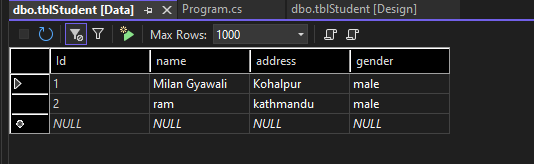 dbo.tblStudent [Data] Program.cs dbo.tblStudent [Design]
Max Rows: 1000
Id name address gender
1 Milan Gyawali Kohalpur male
2 ram kathmandu male
NULL NULL NULL NULL